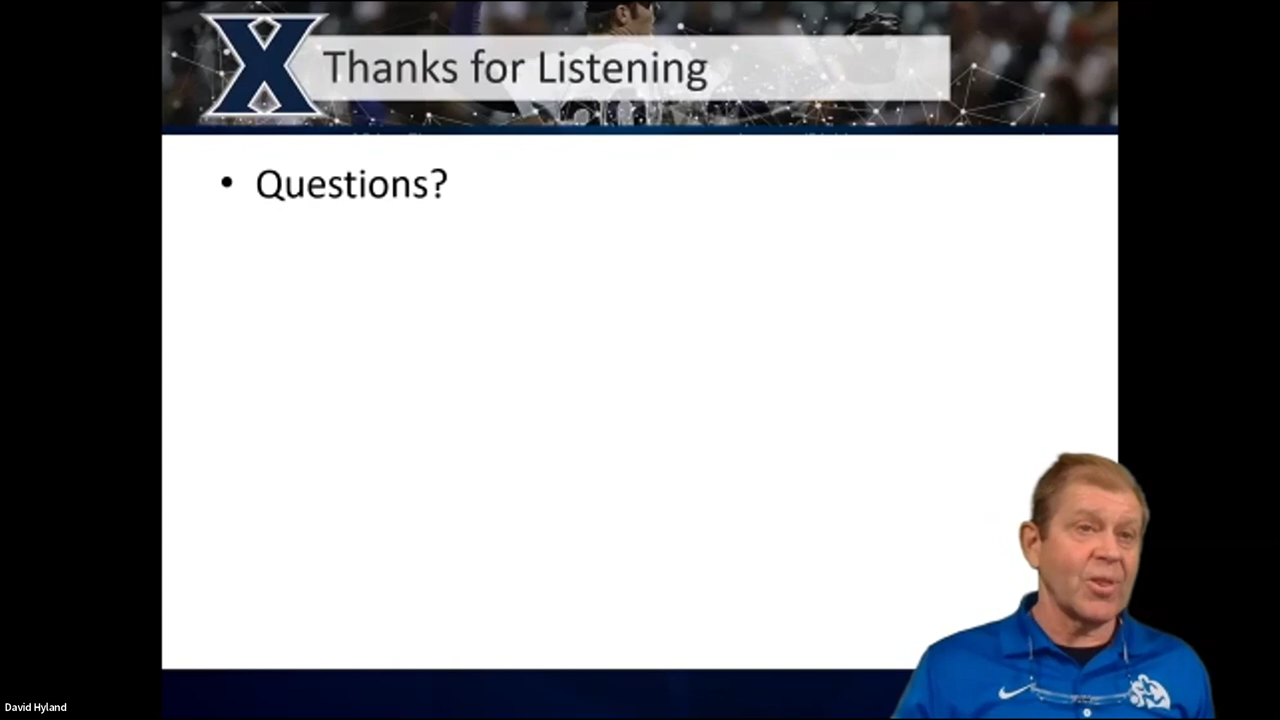 X
Thanks for Listening
• Questions?
David Hyland